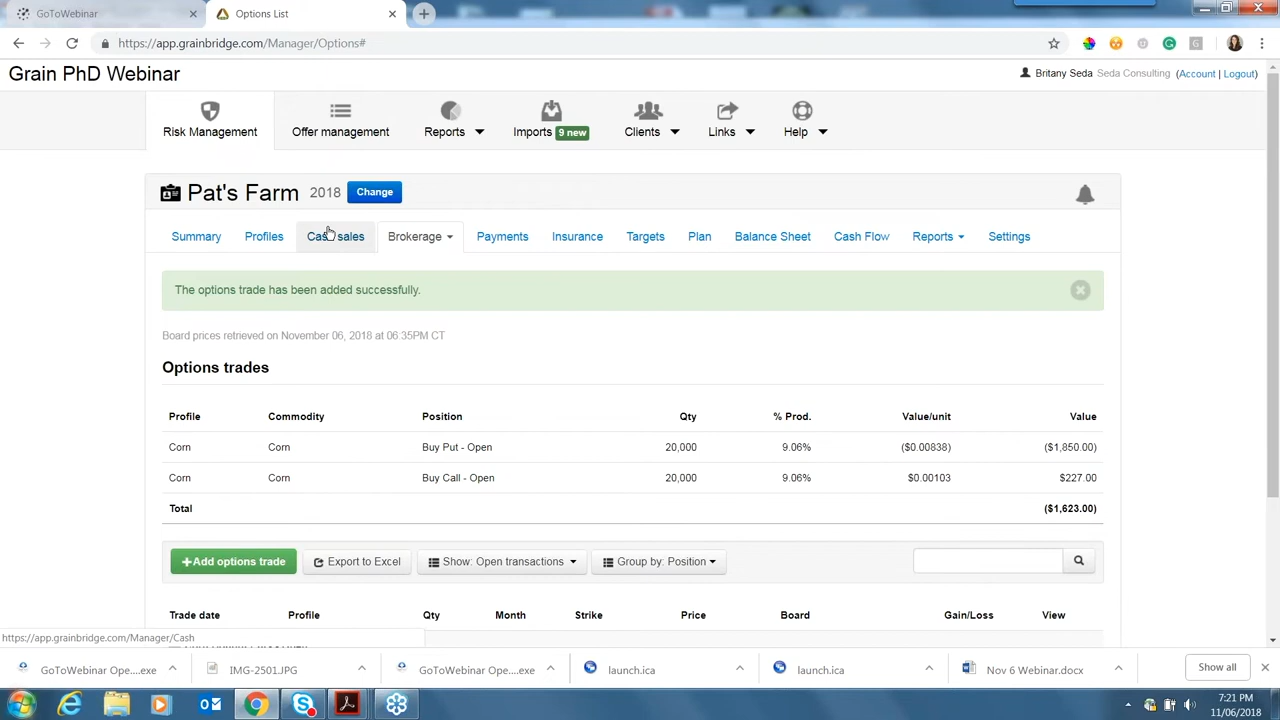 GoToWebinar
Options List
https://app.grainbridge.com/Manager/Options#
Grain PhD Webinar
Britany Seda Seda Consulting (Account | Logout)
Risk Management Offer management Reports Imports 9 new Clients Links Help
Pat's Farm 2018 Change
Summary Profiles Cash sales Brokerage Payments Insurance Targets Plan Balance Sheet Cash Flow Reports Settings
The options trade has been added successfully.
Board prices retrieved on November 06, 2018 at 06:35PM CT
Options trades
Profile Commodity Position Qty % Prod. Value/unit Value
Corn Corn Buy Put - Open 20,000 9.06% ($0.00838) ($1,850.00)
Corn Corn Buy Call - Open 20,000 9.06% $0.00103 $227.00
Total ($1,623.00)
+Add options trade Export to Excel Show: Open transactions Group by: Position
Trade date Profile Qty Month Strike Price Board Gain/Loss View
https://app.grainbridge.com/Manager/Cash
GoToWebinar Ope....exe IMG-2501.JPG GoToWebinar Ope....exe launch.ica launch.ica Nov 6 Webinar.docx Show all
7:21 PM
11/06/2018